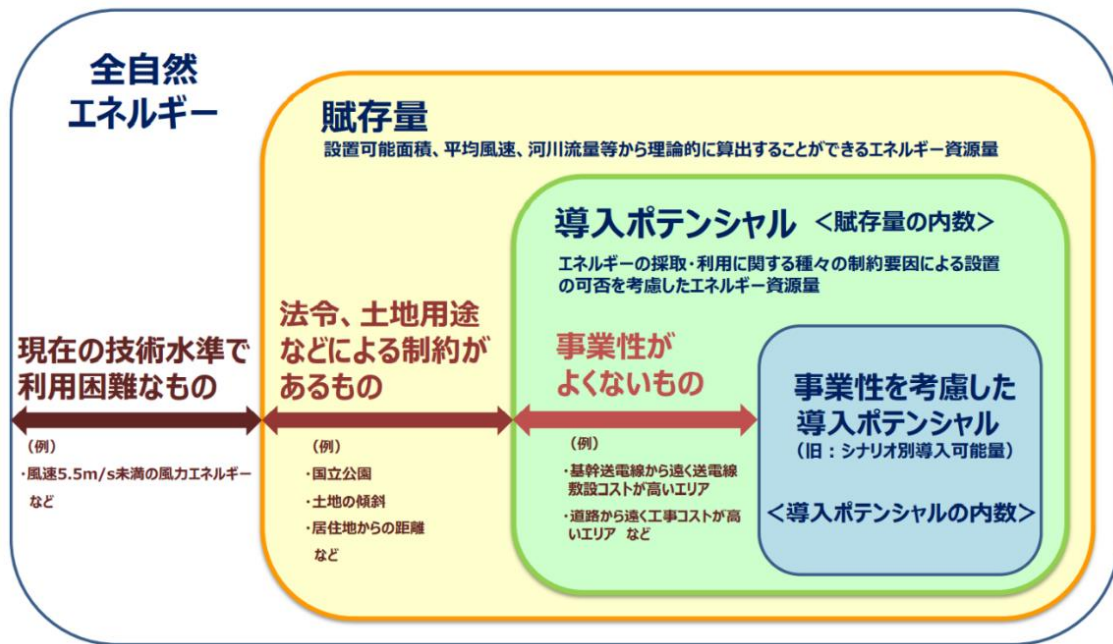 全自然
エネルギー
賦存量
設置可能面積、平均風速、河川流量等から理論的に算出することができるエネルギー資源量
導入ポテンシャル <賦存量の内数>
エネルギーの採取・利用に関する種々の制約要因による設置
の可否を考慮したエネルギー資源量
現在の技術水準で
利用困難なもの
(例)
・風速5.5m/s未満の風力エネルギー
など
法令、土地用途
などによる制約が
あるもの
(例)
・国立公園
・土地の傾斜
・居住地からの距離
など
事業性が
よくないもの
(例)
・基幹送電線から遠く送電線
敷設コストが高いエリア
・道路から遠く工事コストが高
いエリア など
事業性を考慮した
導入ポテンシャル
(旧:シナリオ別導入可能量)
<導入ポテンシャルの内数>